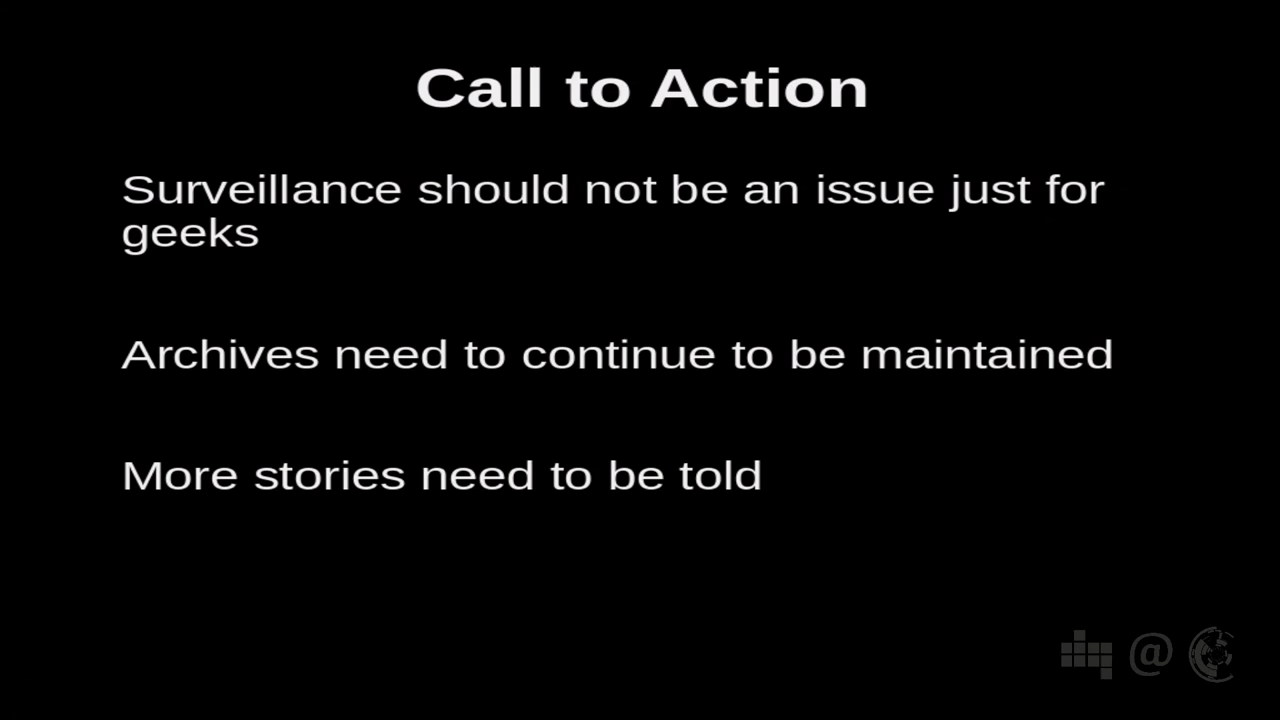 Call to Action
Surveillance should not be an issue just for
geeks
Archives need to continue to be maintained
More stories need to be told
@